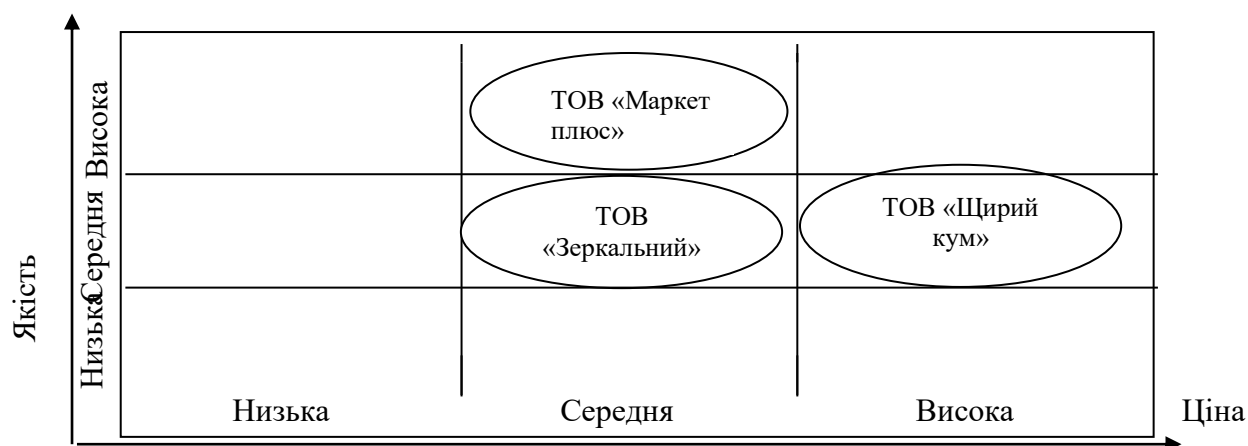 ТОВ «Маркет
плюс»
ТОВ
«Зеркальний»
ТОВ «Щирий
кум»
Якість
Висока
Середня
Низька
Низька
Середня
Висока
Ціна